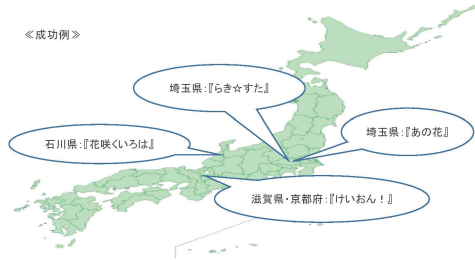 ≪成功例≫
埼玉県：『らき☆すた』
石川県：『花咲くいろは』
埼玉県：『あの花』
滋賀県・京都府：『けいおん！』